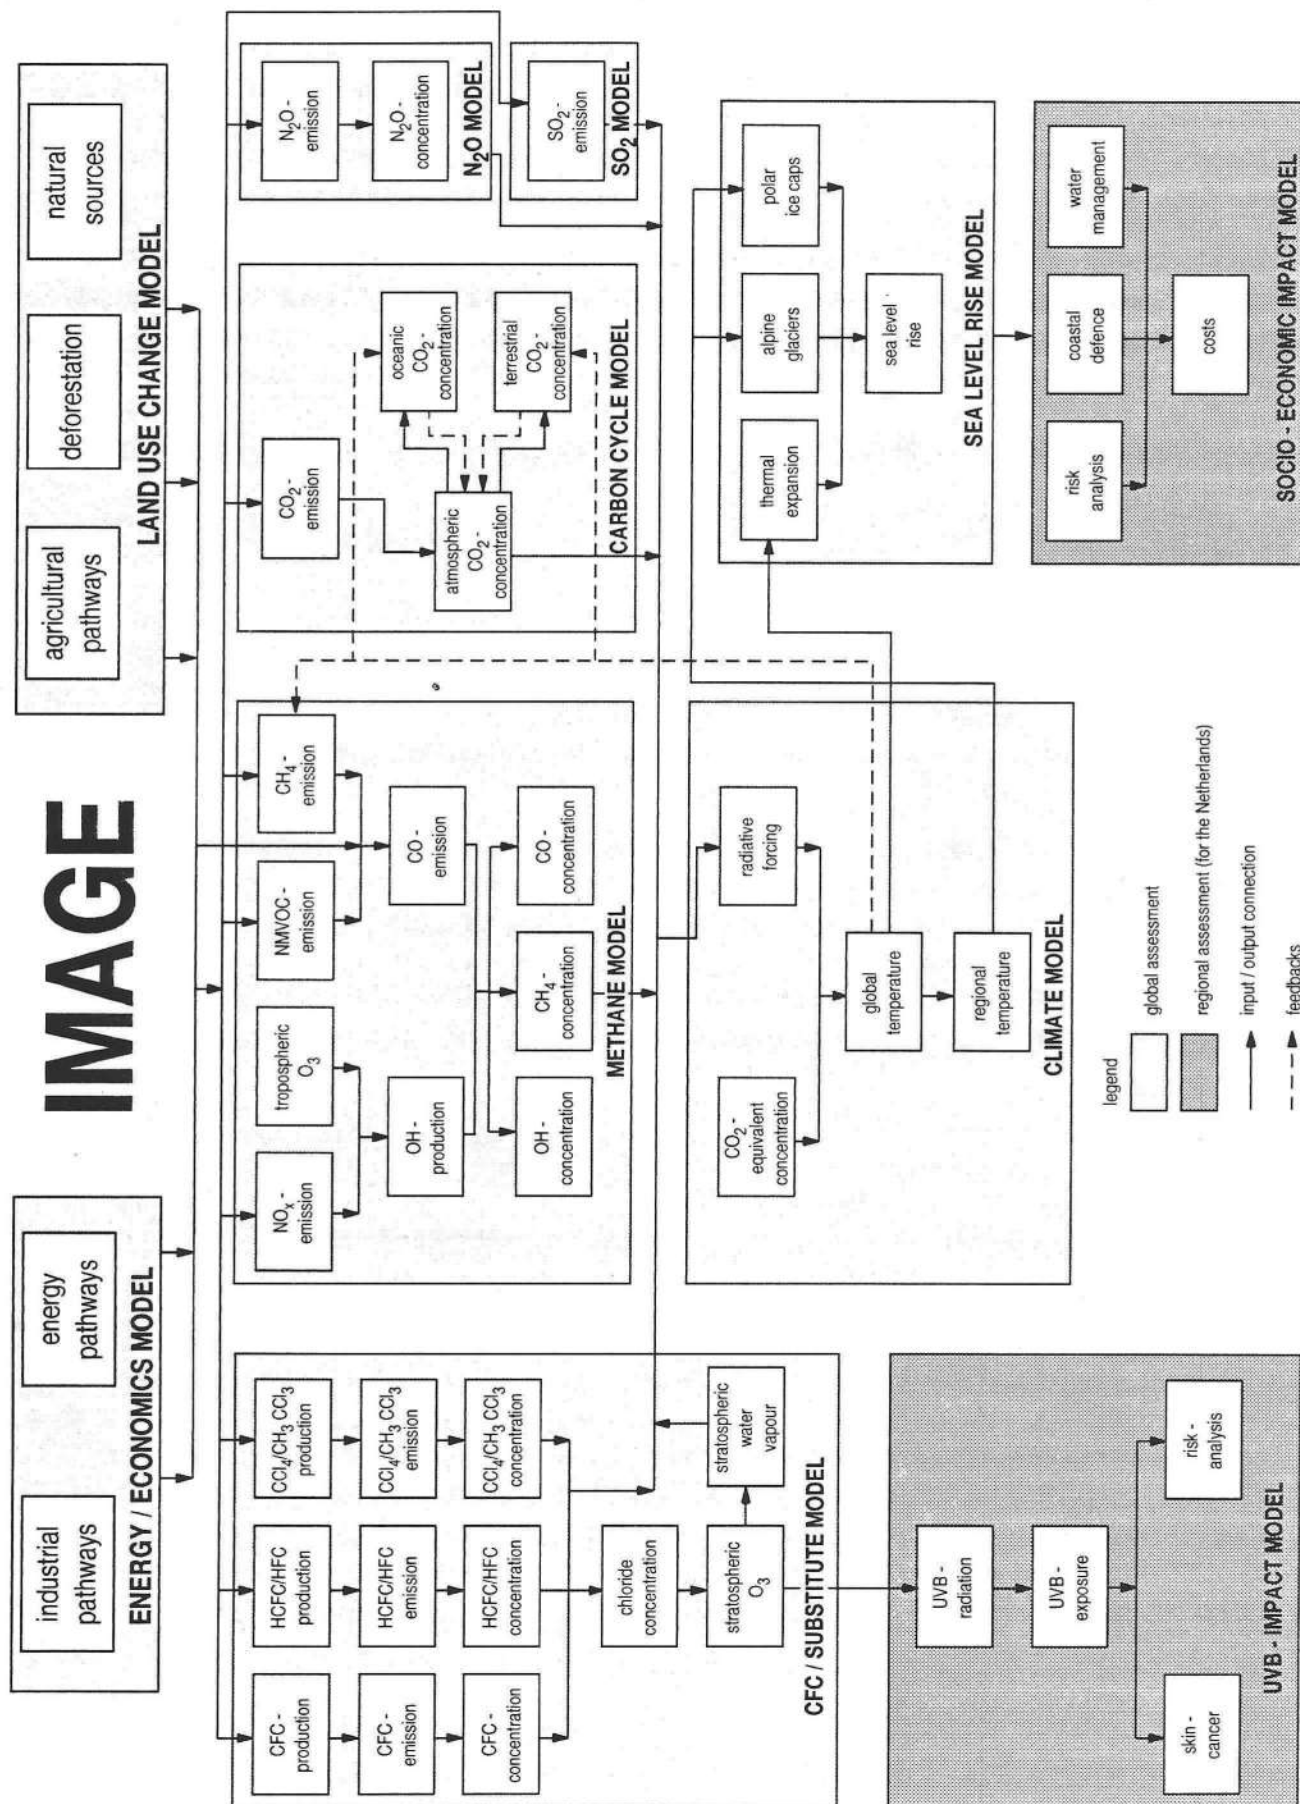 IMAGE
industrial
pathways
energy
pathways
ENERGY / ECONOMICS MODEL
agricultural
pathways
deforestation
natural
sources
LAND USE CHANGE MODEL
CFC -
production
HCFC/HFC
production
CCl4/CH3 CCl3
production
CFC -
emission
HCFC/HFC
emission
CCl4/CH3 CCl3
emission
CFC -
concentration
HCFC/HFC
concentration
CCl4/CH3 CCl3
concentration
chloride
concentration
stratospheric
O3
stratospheric
water
vapour
CFC / SUBSTITUTE MODEL
NOx-
emission
tropospheric
O3
NMVOC-
emission
CH4-
emission
OH -
production
CO -
emission
OH -
concentration
CH4 -
concentration
CO -
concentration
METHANE MODEL
CO2-
emission
atmospheric
CO2-
concentration
oceanic
CO2-
concentration
terrestrial
CO2-
concentration
CARBON CYCLE MODEL
N2O-
emission
N2O-
concentration
N2O MODEL
SO2-
emission
SO2 MODEL
CO2-
equivalent
concentration
radiative
forcing
global
temperature
regional
temperature
CLIMATE MODEL
thermal
expansion
alpine
glaciers
polar
ice caps
sea level
rise
SEA LEVEL RISE MODEL
UVB -
radiation
UVB -
exposure
skin -
cancer
risk -
analysis
UVB - IMPACT MODEL
risk
analysis
coastal
defence
water
management
costs
SOCIO - ECONOMIC IMPACT MODEL
legend
global assessment
regional assessment (for the Netherlands)
input / output connection
feedbacks